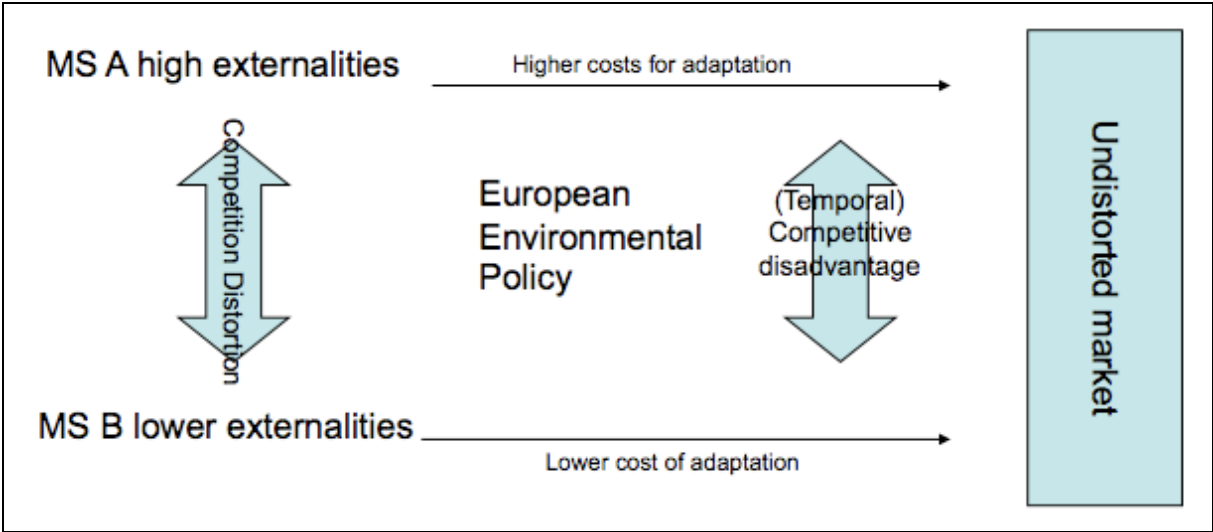 MS A high externalities
Higher costs for adaptation
Competition Distortion
European
Environmental
Policy
(Temporal)
Competitive
disadvantage
Undistorted market
MS B lower externalities
Lower cost of adaptation